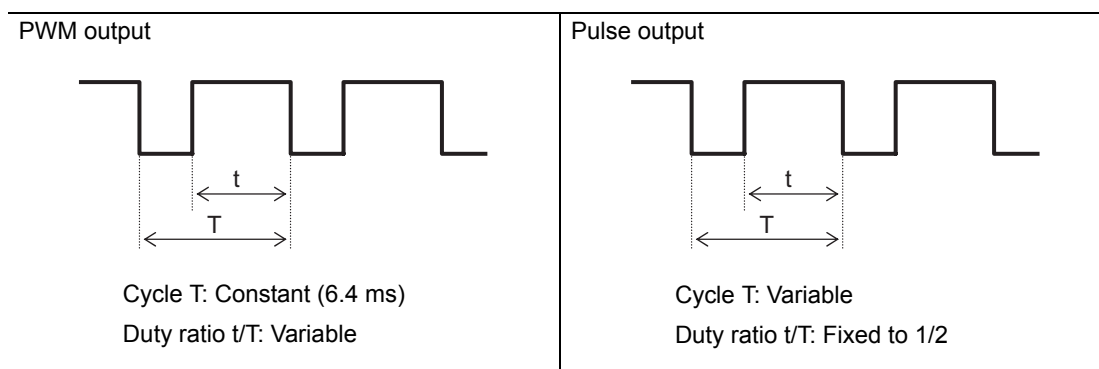 PWM output
t
T
Cycle T: Constant (6.4 ms)
Duty ratio t/T: Variable
Pulse output
t
T
Cycle T: Variable
Duty ratio t/T: Fixed to 1/2